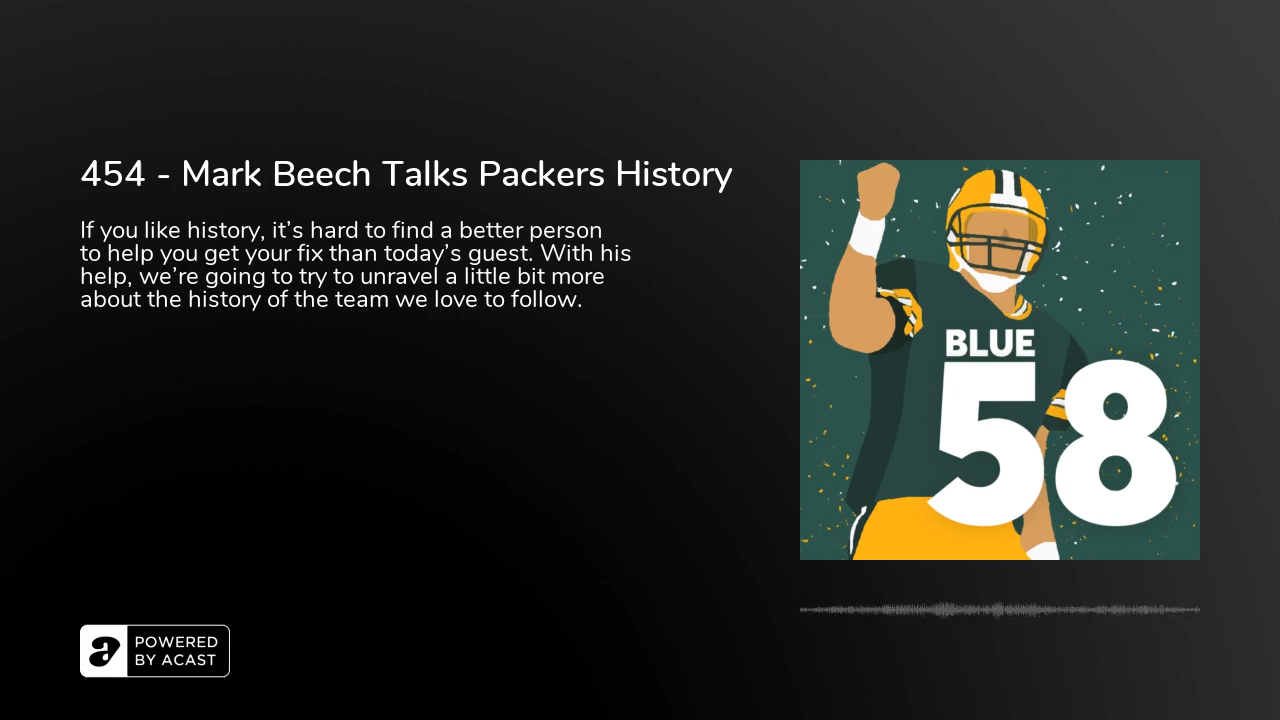 454 - Mark Beech Talks Packers History
If you like history, it’s hard to find a better person
to help you get your fix than today’s guest. With his
help, we’re going to try to unravel a little bit more
about the history of the team we love to follow.
BLUE
58
POWERED
BY ACAST